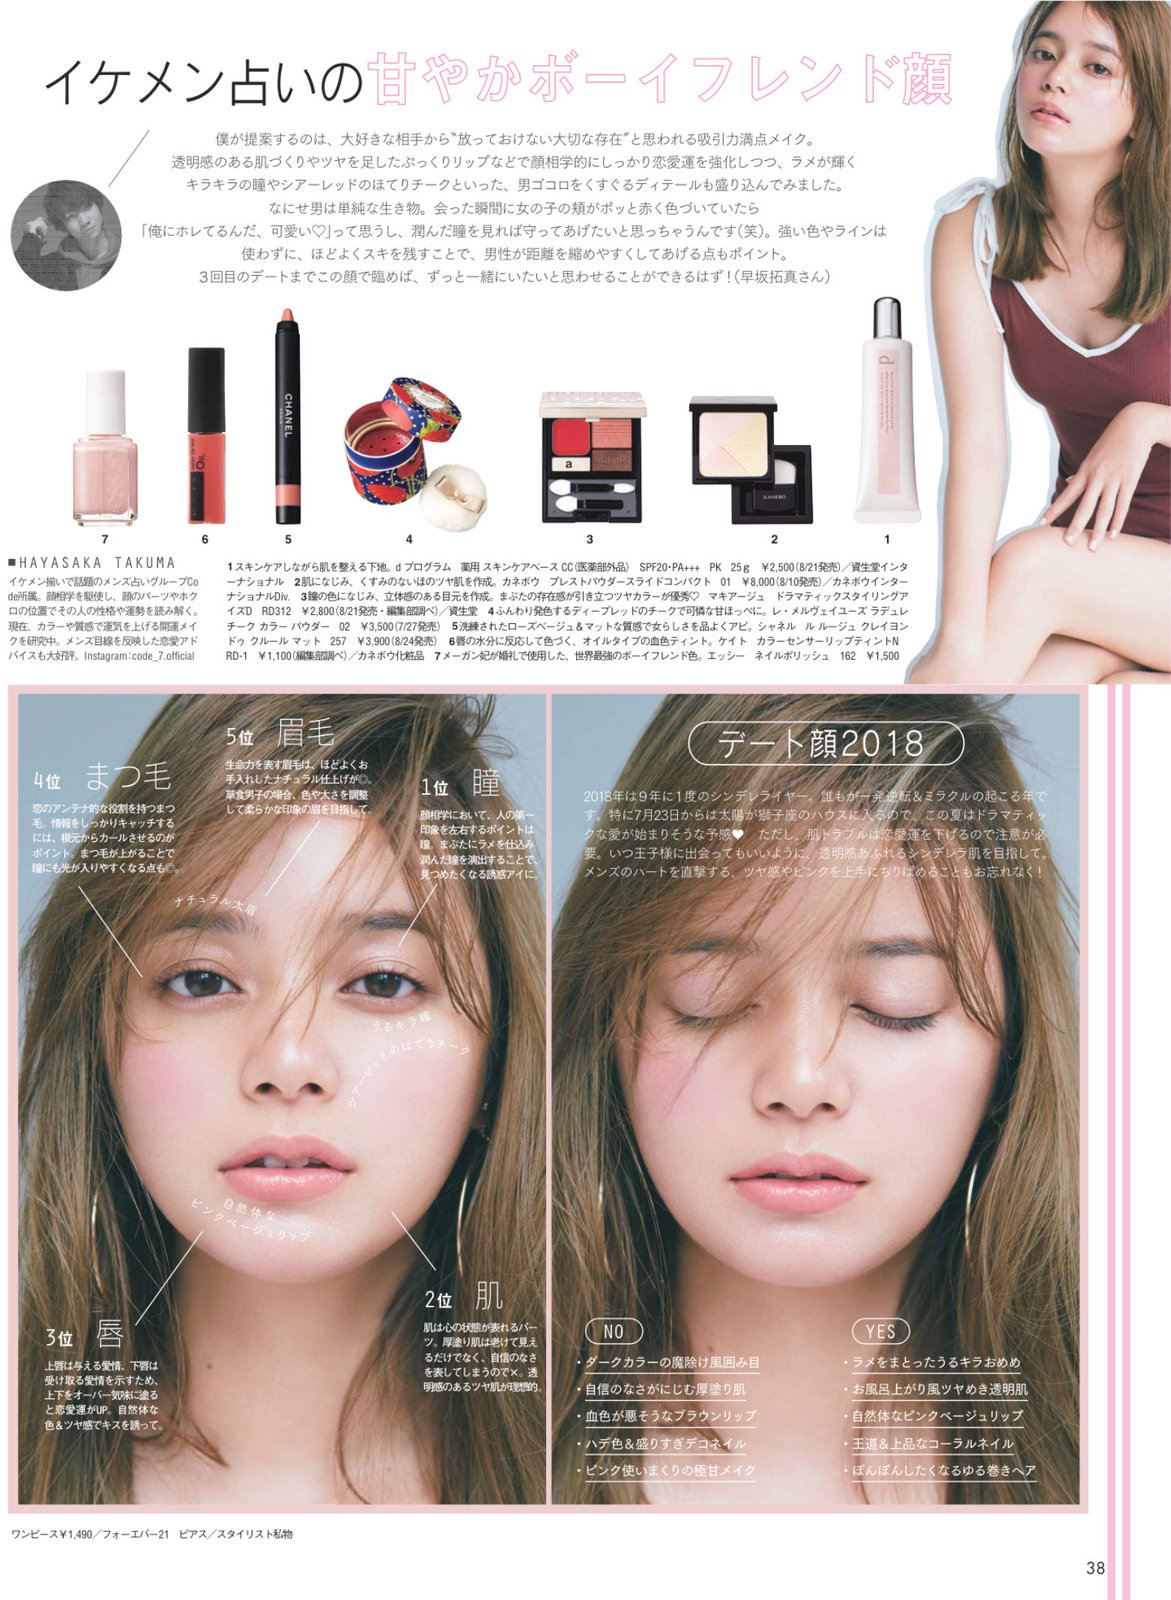 イケメン占いの甘やかボーイフレンド顔
僕が提案するのは、大好きな相手から“放っておけない大切な存在”と思われる吸引力満点メイク。
透明感のある肌づくりやツヤを足したぷっくりリップなどで顔相学的にしっかり恋愛運を強化しつつ、ラメが輝く
キラキラの瞳やシアーレッドのほてりチークといった、男ゴコロをくすぐるディテールも盛り込んでみました。
なにせ男は単純な生き物。会った瞬間に女の子の頬がポッと赤く色づいていたら
「俺にホレてるんだ、可愛い♡」って思うし、潤んだ瞳を見れば守ってあげたいと思っちゃうんです(笑)。強い色やラインは
使わずに、ほどよくスキを残すことで、男性が距離を縮めやすくしてあげる点もポイント。
3回目のデートまでこの顔で臨めば、ずっと一緒にいたいと思わせることができるはず!(早坂拓真さん)
CHANEL
OIL
a
KANEBO
d
7
6
5
4
3
2
1
■HAYASAKA TAKUMA
イケメン揃いで話題のメンズ占いグループCo
de所属。顔相学を駆使し、顔のパーツやホク
ロの位置でその人の性格や運勢を読み解く。
現在、カラーや質感で運気を上げる開運メイ
クを研究中。メンズ目線を反映した恋愛アド
バイスも大好評。Instagram:code_7.official
1 スキンケアしながら肌を整える下地。d プログラム 薬用 スキンケアベース CC(医薬部外品) SPF20・PA+++ PK 25g ¥2,500(8/21発売)/資生堂インタ
ーナショナル 2 肌になじみ、くすみのないほのツヤ肌を作成。カネボウ プレストパウダースライドコンパクト 01 ¥8,000(8/10発売)/カネボウインター
ナショナルDiv. 3 瞳の色になじみ、立体感のある目元を作成。まぶたの存在感が引き立つツヤカラーが優秀♡ マキアージュ ドラマティックスタイリングア
イズD RD312 ¥2,800(8/21発売・編集部調べ)/資生堂 4 ふんわり発色するディープレッドのチークで可憐な甘ほっぺに。レ・メルヴェイユーズ ラデュレ
チーク カラー パウダー 02 ¥3,500(7/27発売) 5 洗練されたローズベージュ&マットな質感で女らしさを品よくアピ。シャネル ル ルージュ クレイヨン
ドゥ クルール マット 257 ¥3,900(8/24発売) 6 唇の水分に反応して色づく、オイルタイプの血色ティント。ケイト カラーセンサーリップティントN
RD-1 ¥1,100(編集部調べ)/カネボウ化粧品 7 メーガン妃が婚礼で使用した、世界最強のボーイフレンド色。エッシー ネイルポリッシュ 162 ¥1,500
5位 眉毛
生命力を表す眉毛は、ほどよくお
手入れしたナチュラル仕上げが◎。
草食男子の場合、色や太さを調整
して柔らかな印象の眉を目指して。
4位 まつ毛
恋のアンテナ的な役割を持つまつ
毛。情報をしっかりキャッチするに
は、根元からカールさせるのが
ポイント。まつ毛が上がることで
瞳にも光が入りやすくなる点も◎。
1位 瞳
顔相学において、人の第一
印象を左右するポイントは
瞳。まぶたにラメを仕込み
潤んだ瞳を演出することで、
見つめたくなる誘惑アイに。
ナチュラル太眉
うるキラ瞳
シアーレッドのほてりチーク
自然体な
ピンクベージュリップ
2位 肌
肌は心の状態が表れるパー
ツ。厚塗り肌は老けて見え
るだけでなく、自信のなさ
を表してしまうので×。透
明感のあるツヤ肌が理想的。
3位 唇
上唇は与える愛情、下唇は
受け取る愛情を示すため、
上下をオーバー気味に塗る
と恋愛運がUP。自然体な
色&ツヤ感でキスを誘って。
デート顔2018
2018年は9年に1度のシンデレライヤー。誰もが一発逆転&ミラクルの起こる年で
す。特に7月23日からは太陽が獅子座のハウスに入るので、この夏はドラマティッ
クな愛が始まりそうな予感♥ ただし、肌トラブルは恋愛運を下げるので注意が必
要。いつ王子様に出会ってもいいように、透明感あふれるシンデレラ肌を目指して。
メンズのハートを直撃する、ツヤ感やピンクを上手にちりばめることもお忘れなく!
NO
・ダークカラーの魔除け風囲み目
・自信のなさがにじむ厚塗り肌
・血色が悪そうなブラウンリップ
・ハデ色&盛りすぎデコネイル
・ピンク使いまくりの極甘メイク
YES
・ラメをまとったうるキラおめめ
・お風呂上がり風ツヤめき透明肌
・自然体なピンクベージュリップ
・王道&上品なコーラルネイル
・ぽんぽんしたくなるゆる巻きヘア
ワンピース¥1,490/フォーエバー21 ピアス/スタイリスト私物
38